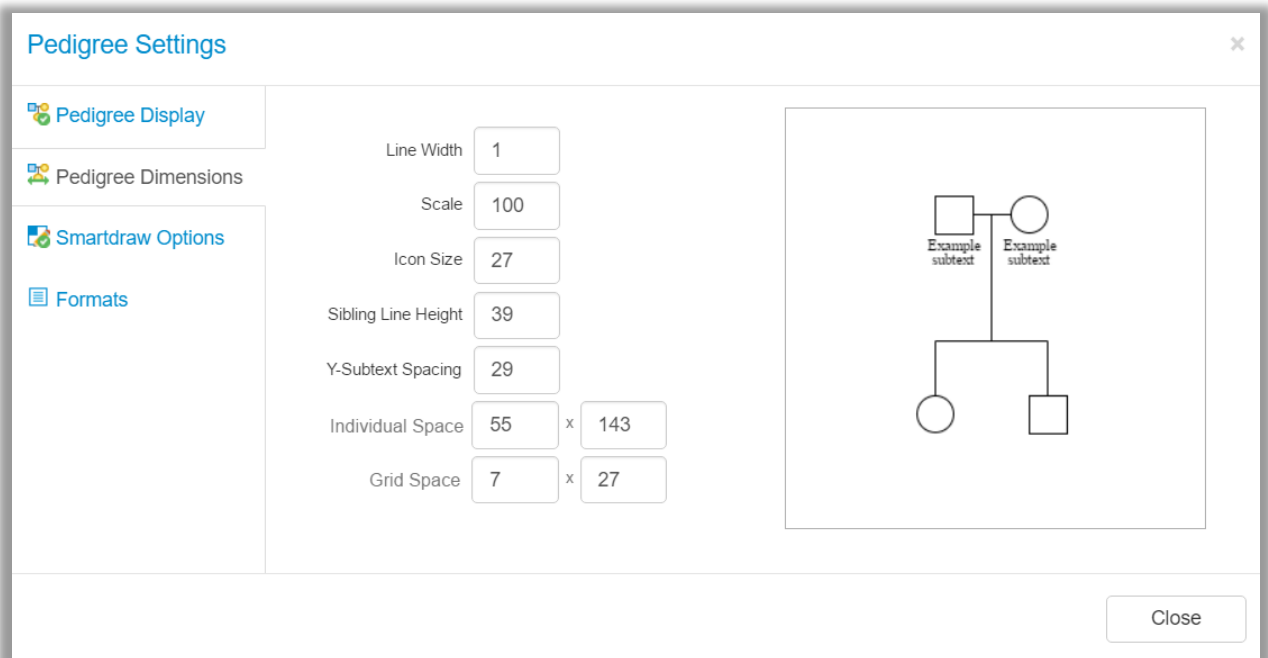 Pedigree Settings ×
Pedigree Display
Pedigree Dimensions
Smartdraw Options
Formats
Line Width 1
Scale 100
Icon Size 27
Sibling Line Height 39
Y-Subtext Spacing 29
Individual Space 55 x 143
Grid Space 7 x 27
Example Example
subtext subtext
Close